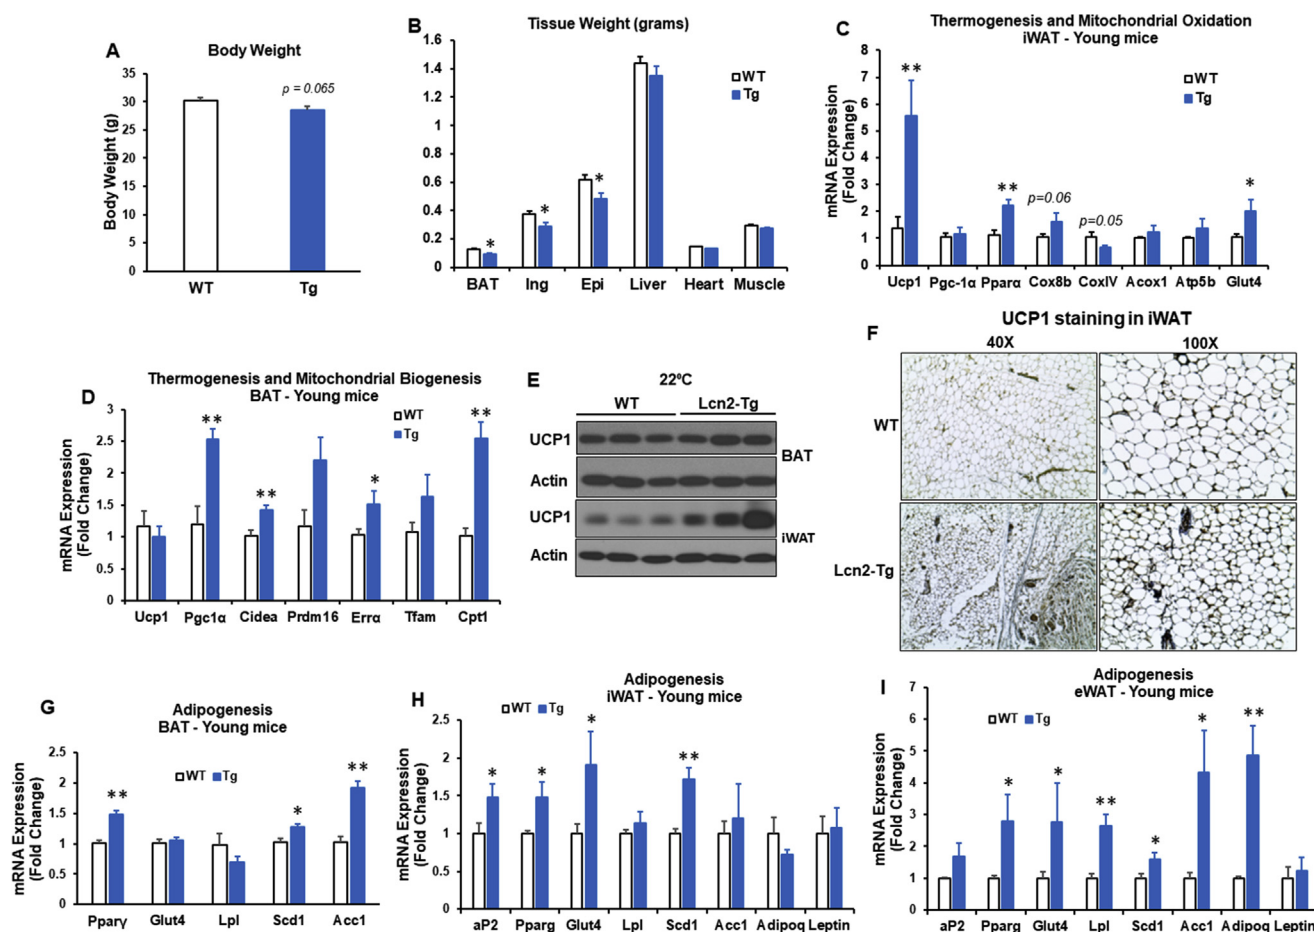 A
Body Weight
Body Weight (g)
35
30
25
20
15
10
5
0
p = 0.065
WT
Tg
B
Tissue Weight (grams)
1.6
1.4
1.2
1
0.8
0.6
0.4
0.2
0
WT
Tg
*
*
*
BAT Ing Epi Liver Heart Muscle
C
Thermogenesis and Mitochondrial Oxidation
iWAT - Young mice
mRNA Expression
(Fold Change)
8
7
6
5
4
3
2
1
0
WT
Tg
**
**
p=0.06
p=0.05
*
Ucp1 Pgc-1α Pparα Cox8b CoxIV Acox1 Atp5b Glut4
D
Thermogenesis and Mitochondrial Biogenesis
BAT - Young mice
mRNA Expression
(Fold Change)
3
2.5
2
1.5
1
0.5
0
WT
Tg
**
**
*
**
Ucp1 Pgc1α Cidea Prdm16 Errα Tfam Cpt1
E
22ºC
WT Lcn2-Tg
UCP1
Actin
BAT
UCP1
Actin
iWAT
F
UCP1 staining in iWAT
40X 100X
WT
Lcn2-Tg
G
Adipogenesis
BAT - Young mice
mRNA Expression
(Fold Change)
2.5
2
1.5
1
0.5
0
WT Tg
**
*
**
Pparγ Glut4 Lpl Scd1 Acc1
H
Adipogenesis
iWAT - Young mice
mRNA Expression
(Fold Change)
2.5
2
1.5
1
0.5
0
WT Tg
*
*
*
**
aP2 Pparg Glut4 Lpl Scd1 Acc1 Adipoq Leptin
I
Adipogenesis
eWAT - Young mice
mRNA Expression
(Fold Change)
7
6
5
4
3
2
1
0
WT Tg
*
*
**
*
*
**
aP2 Pparg Glut4 Lpl Scd1 Acc1 Adipoq Leptin